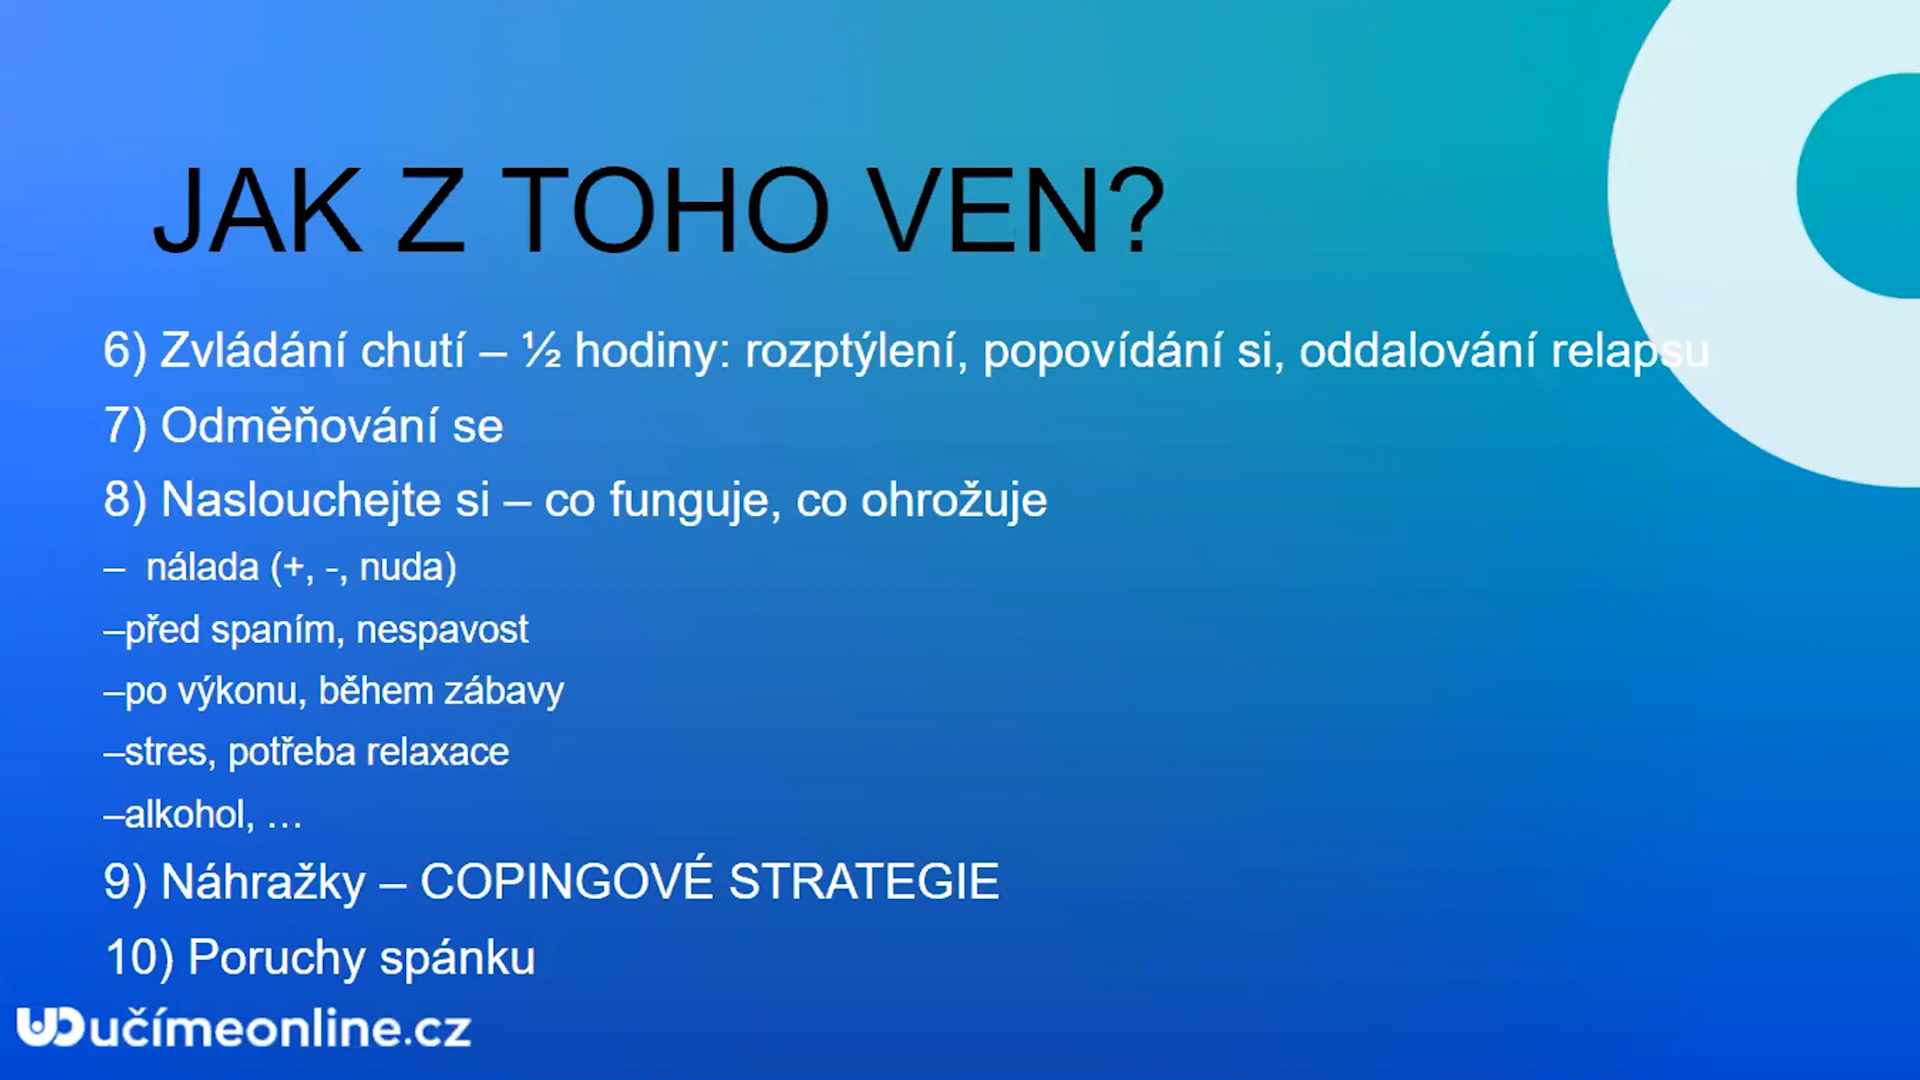 JAK Z TOHO VEN?
6) Zvládání chutí – ½ hodiny: rozptýlení, popovídání si, oddalování relapsu
7) Odměňování se
8) Naslouchejte si – co funguje, co ohrožuje
– nálada (+, -, nuda)
–před spaním, nespavost
–po výkonu, během zábavy
–stres, potřeba relaxace
–alkohol, …
9) Náhražky – COPINGOVÉ STRATEGIE
10) Poruchy spánku
učímeonline.cz